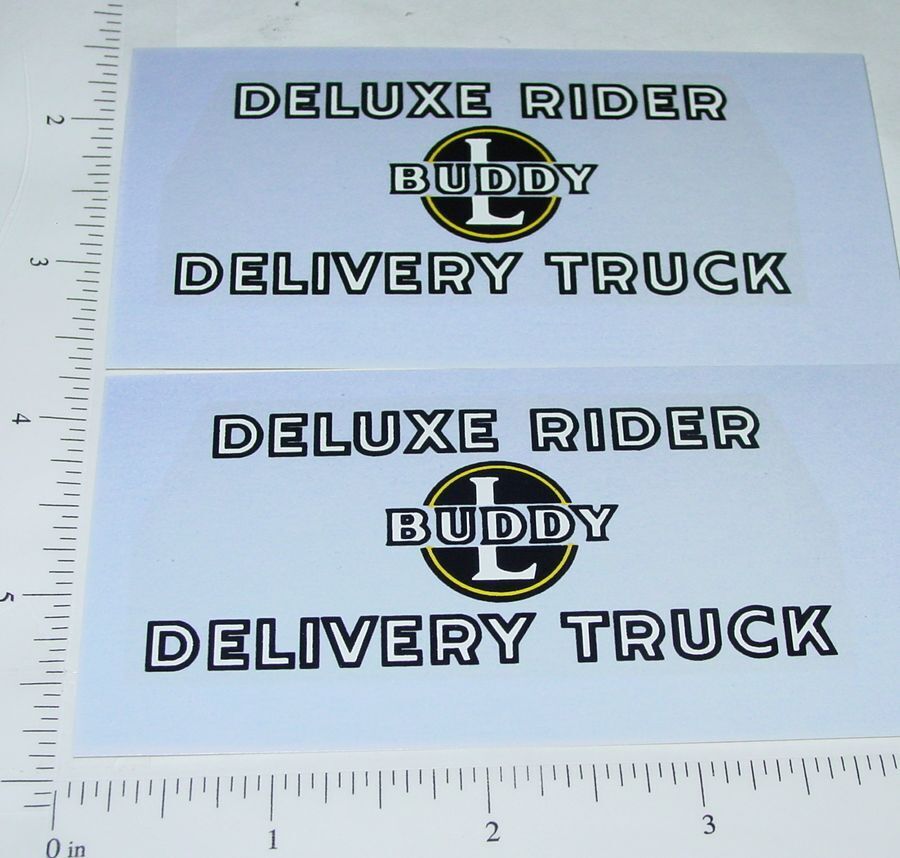 2
DELUXE RIDER
L
BUDDY
3
DELIVERY TRUCK
4
DELUXE RIDER
L
BUDDY
5
DELIVERY TRUCK
0 in 1 2 3